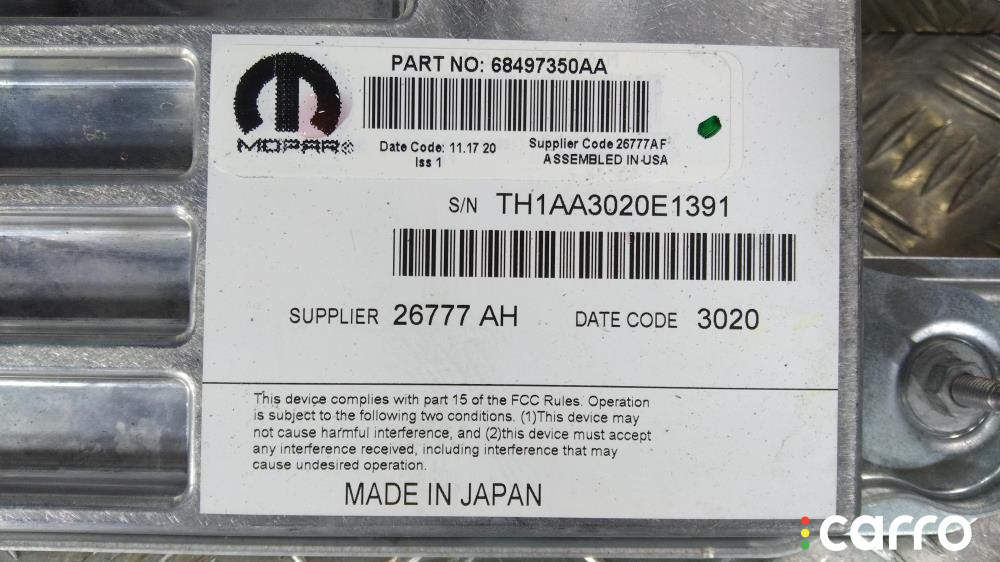 PART NO: 68497350AA
MOPAR®
Date Code: 11.17 20
Iss 1
Supplier Code 26777AF
ASSEMBLED IN USA
S/N TH1AA3020E1391
SUPPLIER 26777 AH DATE CODE 3020
This device complies with part 15 of the FCC Rules. Operation
is subject to the following two conditions. (1)This device may
not cause harmful interference, and (2)this device must accept
any interference received, including interference that may
cause undesired operation.
MADE IN JAPAN
carro